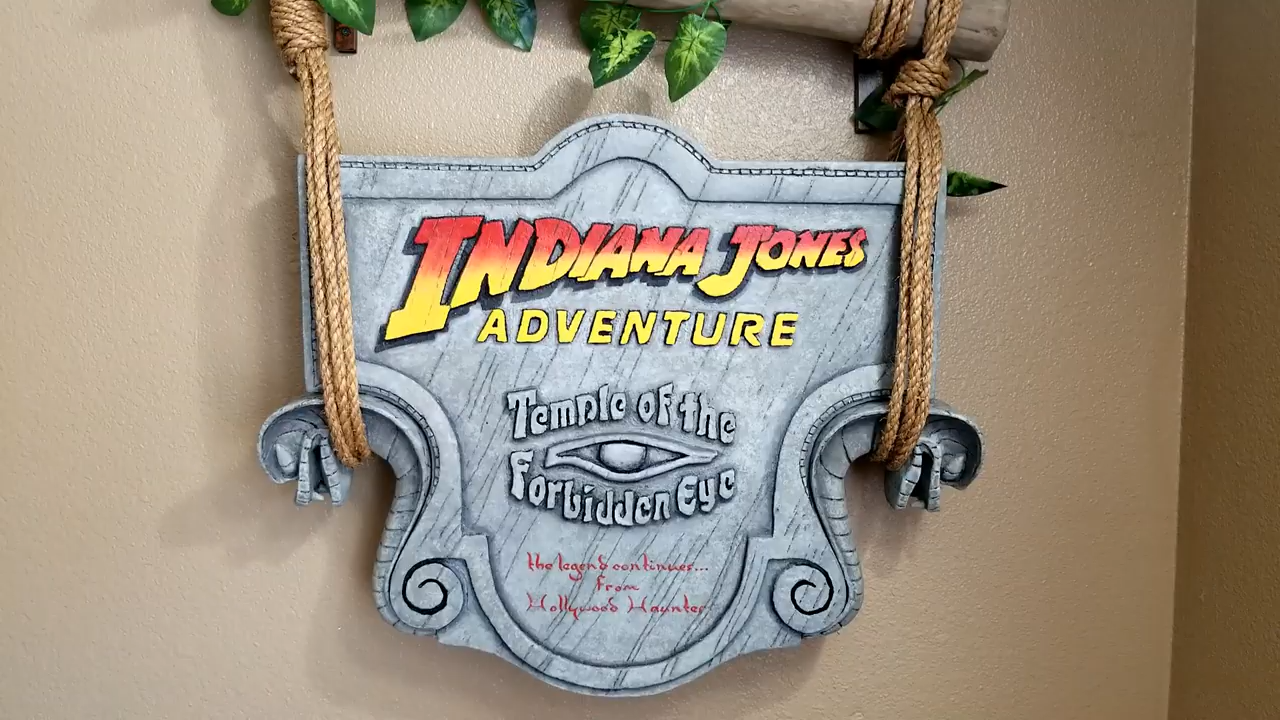 INDIANA JONES
ADVENTURE
Temple of the
Forbidden Eye
the legend continues...
from
Hollywood Haunter